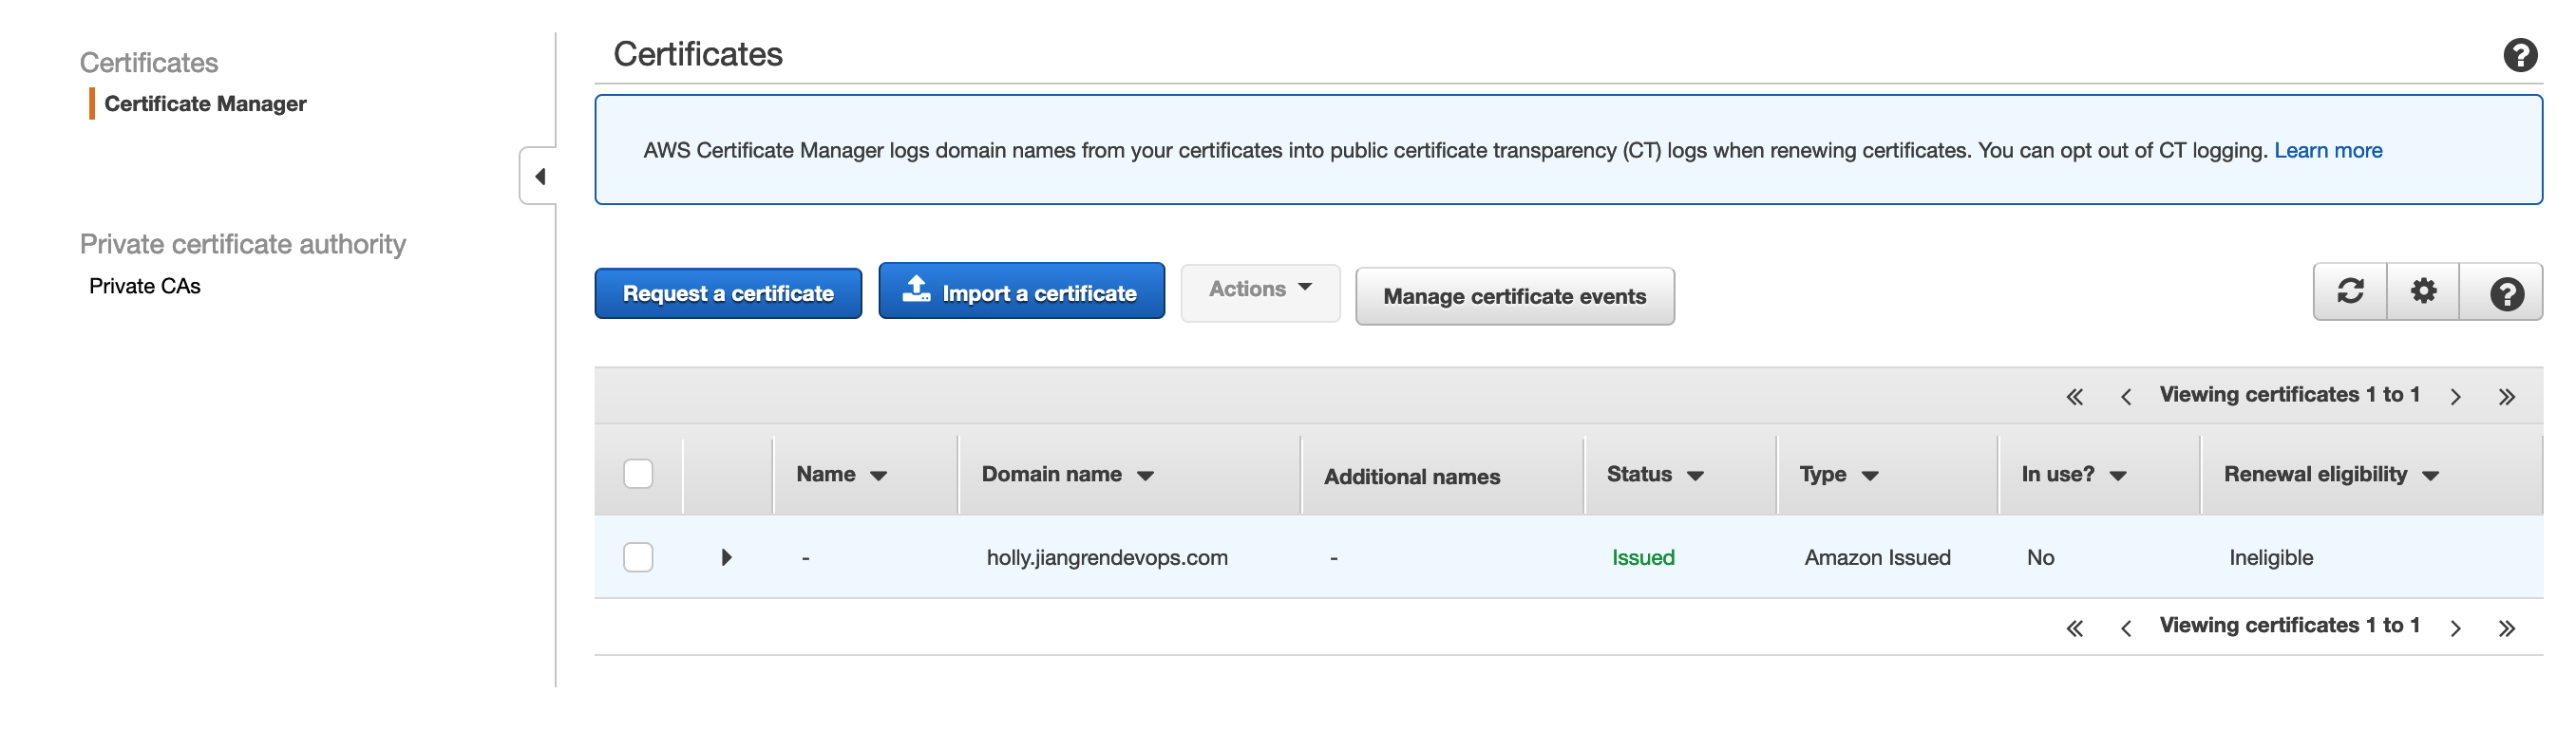 Certificates
Certificate Manager
Private certificate authority
Private CAs
Certificates
AWS Certificate Manager logs domain names from your certificates into public certificate transparency (CT) logs when renewing certificates. You can opt out of CT logging. Learn more
Request a certificate Import a certificate Actions Manage certificate events
Viewing certificates 1 to 1
Name Domain name Additional names Status Type In use? Renewal eligibility
- holly.jiangrendevops.com - Issued Amazon Issued No Ineligible
Viewing certificates 1 to 1